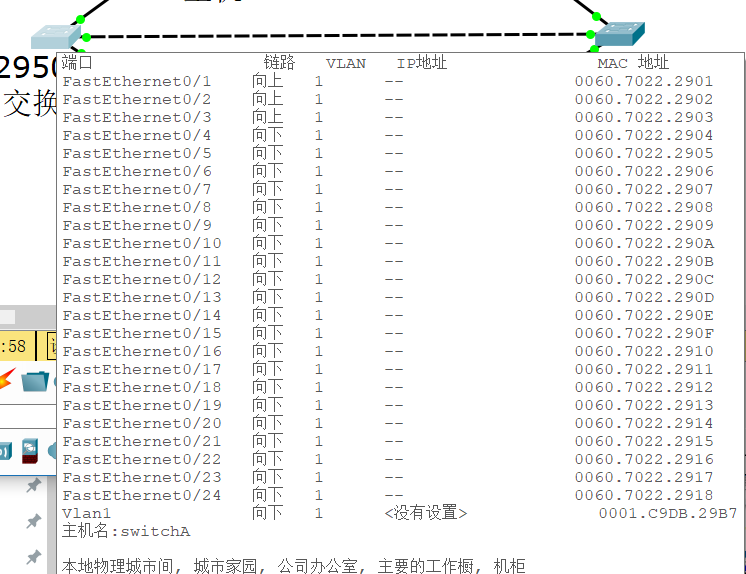 2950
交换
端口 链路 VLAN IP地址 MAC 地址
FastEthernet0/1 向上 1 -- 0060.7022.2901
FastEthernet0/2 向上 1 -- 0060.7022.2902
FastEthernet0/3 向上 1 -- 0060.7022.2903
FastEthernet0/4 向下 1 -- 0060.7022.2904
FastEthernet0/5 向下 1 -- 0060.7022.2905
FastEthernet0/6 向下 1 -- 0060.7022.2906
FastEthernet0/7 向下 1 -- 0060.7022.2907
FastEthernet0/8 向下 1 -- 0060.7022.2908
FastEthernet0/9 向下 1 -- 0060.7022.2909
FastEthernet0/10 向下 1 -- 0060.7022.290A
FastEthernet0/11 向下 1 -- 0060.7022.290B
FastEthernet0/12 向下 1 -- 0060.7022.290C
FastEthernet0/13 向下 1 -- 0060.7022.290D
FastEthernet0/14 向下 1 -- 0060.7022.290E
FastEthernet0/15 向下 1 -- 0060.7022.290F
FastEthernet0/16 向下 1 -- 0060.7022.2910
FastEthernet0/17 向下 1 -- 0060.7022.2911
FastEthernet0/18 向下 1 -- 0060.7022.2912
FastEthernet0/19 向下 1 -- 0060.7022.2913
FastEthernet0/20 向下 1 -- 0060.7022.2914
FastEthernet0/21 向下 1 -- 0060.7022.2915
FastEthernet0/22 向下 1 -- 0060.7022.2916
FastEthernet0/23 向下 1 -- 0060.7022.2917
FastEthernet0/24 向下 1 -- 0060.7022.2918
Vlan1 向下 1 <没有设置> 0001.C9DB.29B7
主机名:switchA
本地物理城市间, 城市家园, 公司办公室, 主要的工作橱, 机柜
:58